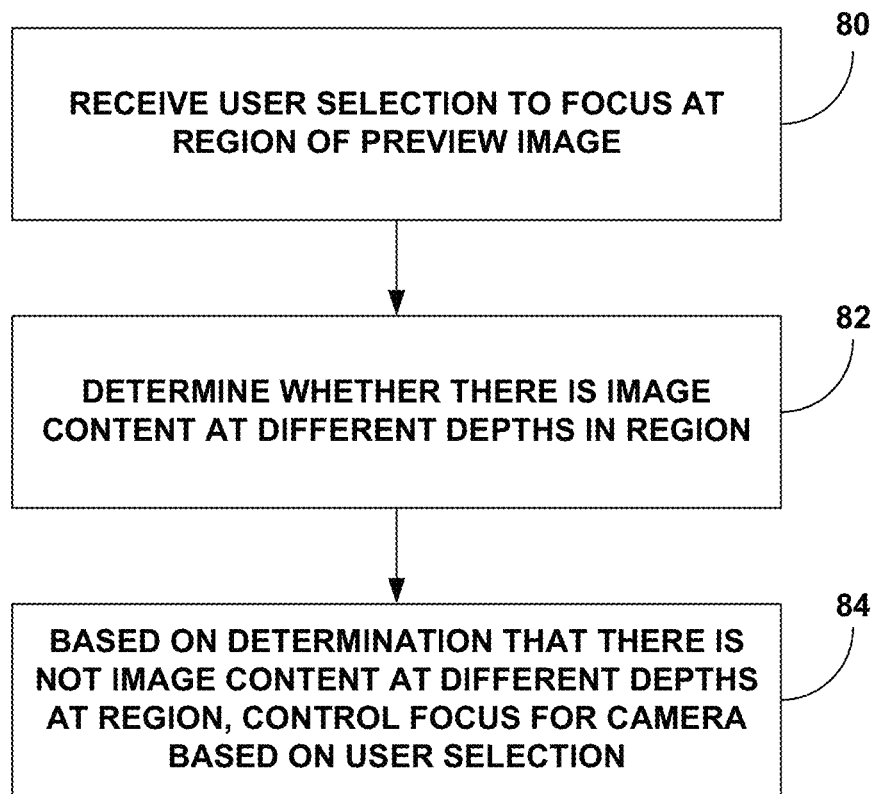 80
RECEIVE USER SELECTION TO FOCUS AT
REGION OF PREVIEW IMAGE
82
DETERMINE WHETHER THERE IS IMAGE
CONTENT AT DIFFERENT DEPTHS IN REGION
84
BASED ON DETERMINATION THAT THERE IS
NOT IMAGE CONTENT AT DIFFERENT DEPTHS
AT REGION, CONTROL FOCUS FOR CAMERA
BASED ON USER SELECTION